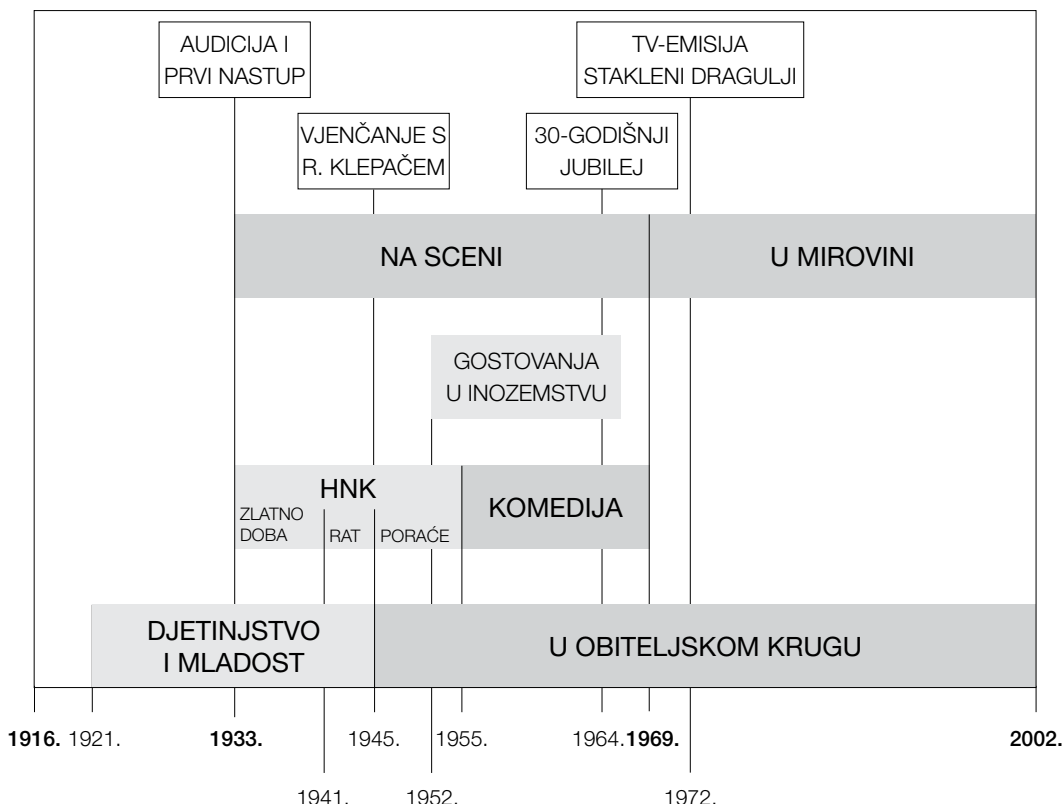 AUDICIJA I
PRVI NASTUP
TV-EMISIJA
STAKLENI DRAGULJI
VJENČANJE S
R. KLEPAČEM
30-GODIŠNJI
JUBILEJ
NA SCENI
U MIROVINI
GOSTOVANJA
U INOZEMSTVU
HNK
ZLATNO
DOBA
RAT
PORAĆE
KOMEDIJA
DJETINJSTVO
I MLADOST
U OBITELJSKOM KRUGU
1916. 1921. 1933. 1945. 1955. 1964. 1969. 2002.
1941. 1952. 1972.